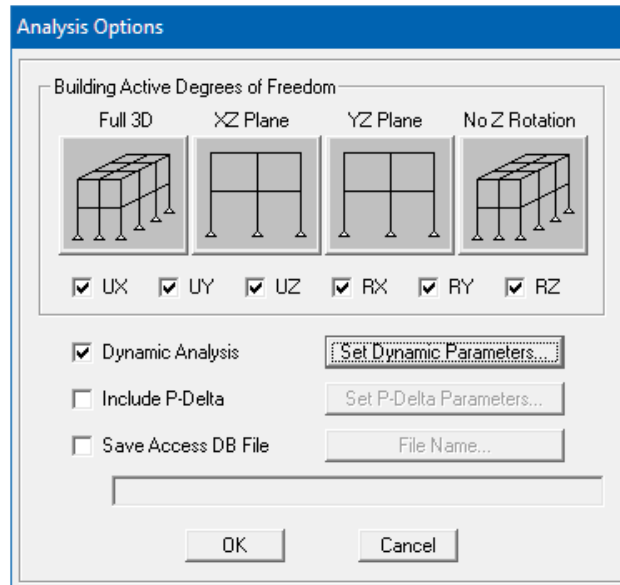 Analysis Options
Building Active Degrees of Freedom
Full 3D XZ Plane YZ Plane No Z Rotation
UX UY UZ RX RY RZ
Dynamic Analysis Set Dynamic Parameters...
Include P-Delta Set P-Delta Parameters...
Save Access DB File File Name...
OK Cancel